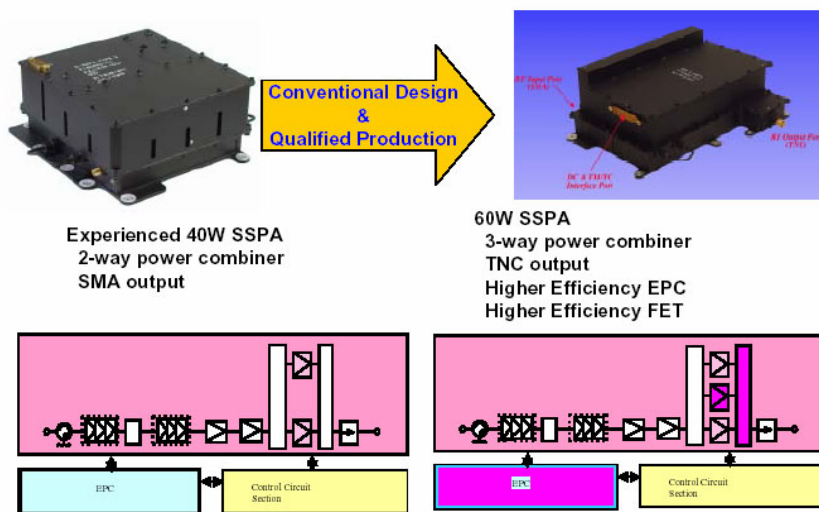 Conventional Design
&
Qualified Production
RF Input Port
(SMA)
RF Output Port
(TNC)
DC & TM/TC
Interface Port
Experienced 40W SSPA
2-way power combiner
SMA output
60W SSPA
3-way power combiner
TNC output
Higher Efficiency EPC
Higher Efficiency FET
EPC
Control Circuit
Section
EPC
Control Circuit
Section